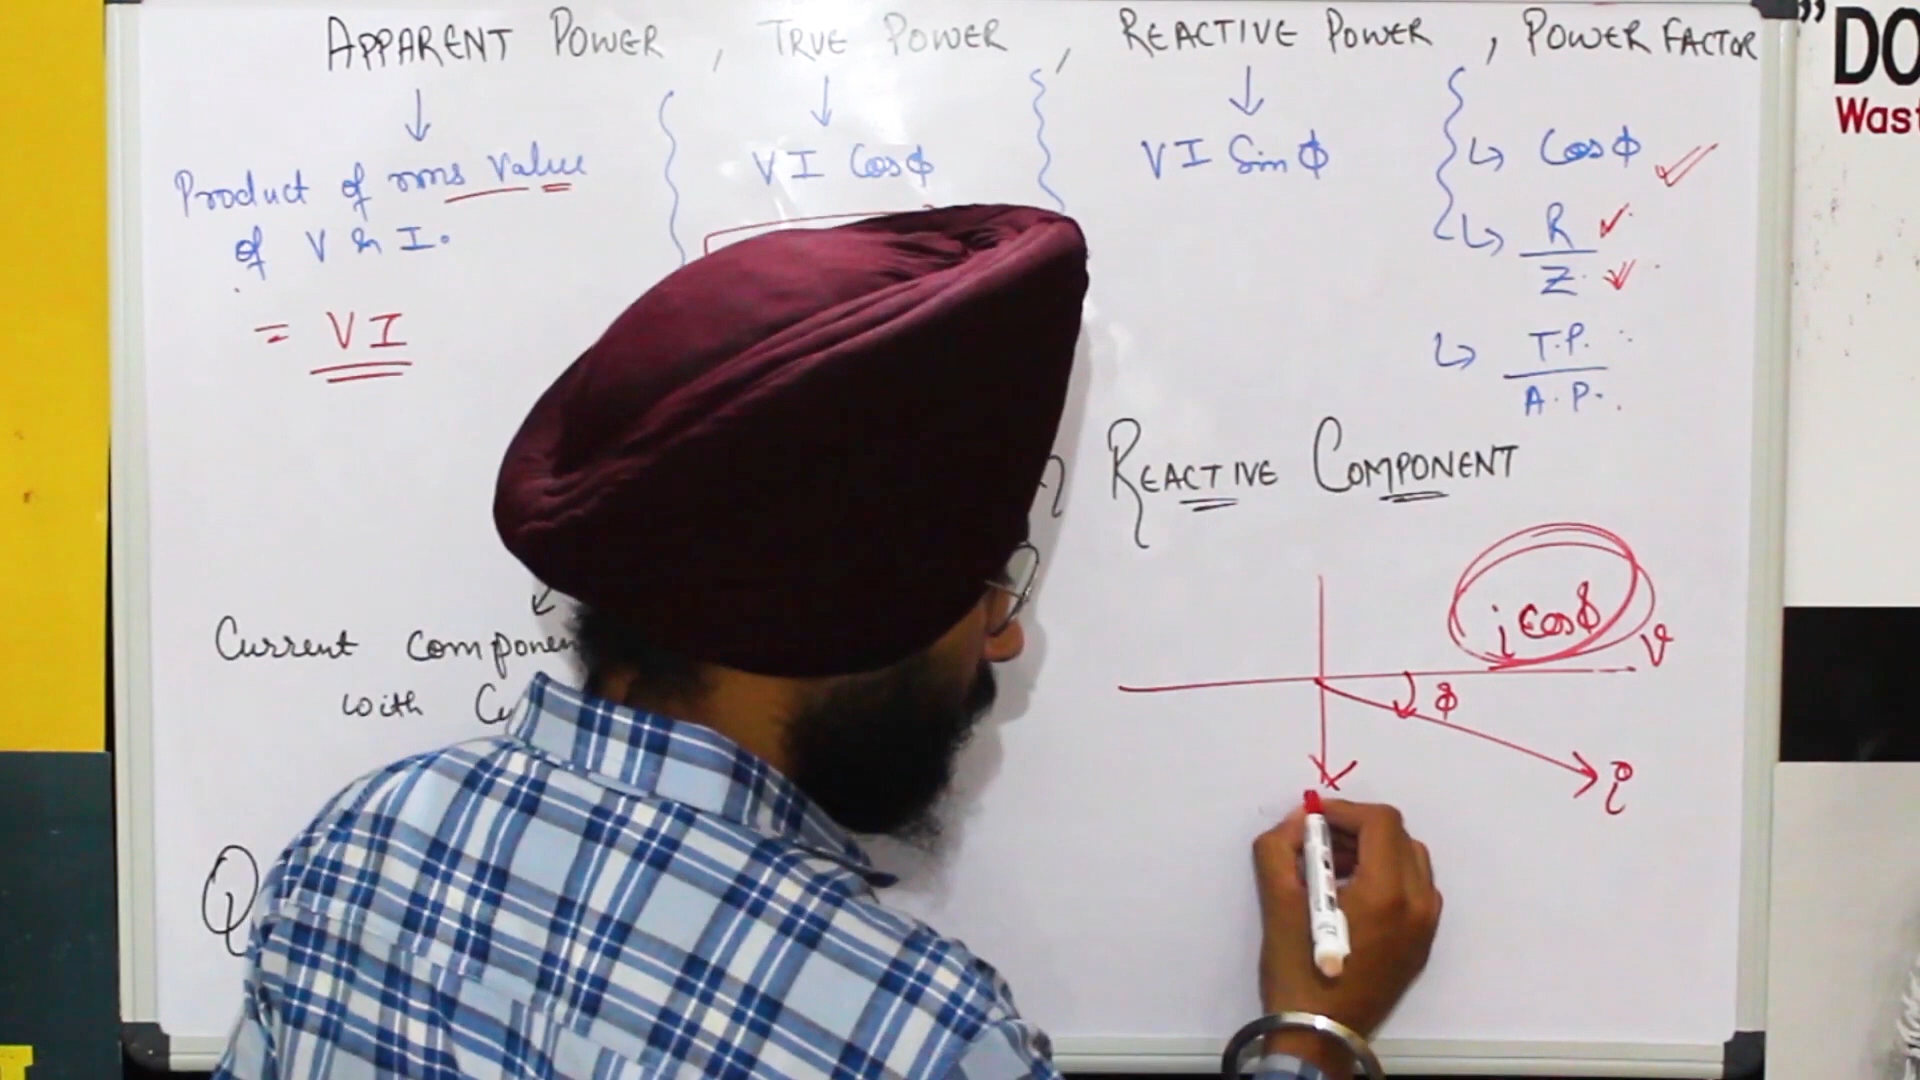 APPARENT POWER , TRUE POWER , REACTIVE POWER , POWER FACTOR
Product of rms value
of V & I.
= VI
VI Cosϕ
VI Sinϕ
Cosϕ
R
Z
T.P.
A.P.
REACTIVE COMPONENT
Current componen
with
i cosϕ
v
ϕ
i
Q
"DO
Wast